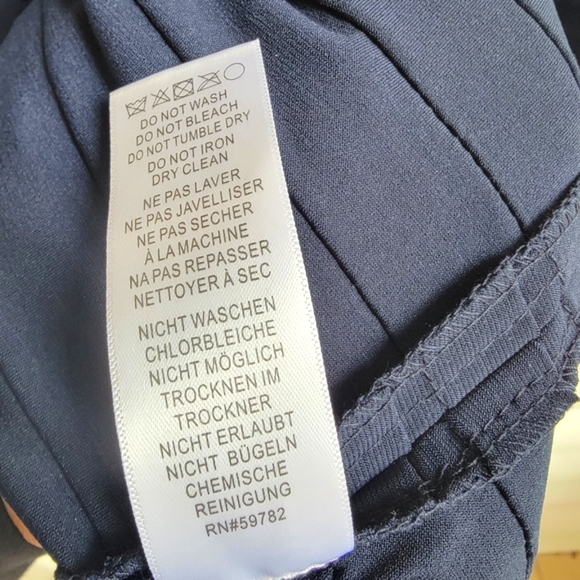 DO NOT WASH
DO NOT BLEACH
DO NOT TUMBLE DRY
DO NOT IRON
DRY CLEAN
NE PAS LAVER
NE PAS JAVELLISER
NE PAS SECHER
À LA MACHINE
NA PAS REPASSER
NETTOYER À SEC
NICHT WASCHEN
CHLORBLEICHE
NICHT MÖGLICH
TROCKNEN IM
TROCKNER
NICHT ERLAUBT
NICHT BÜGELN
CHEMISCHE
REINIGUNG
RN#59782